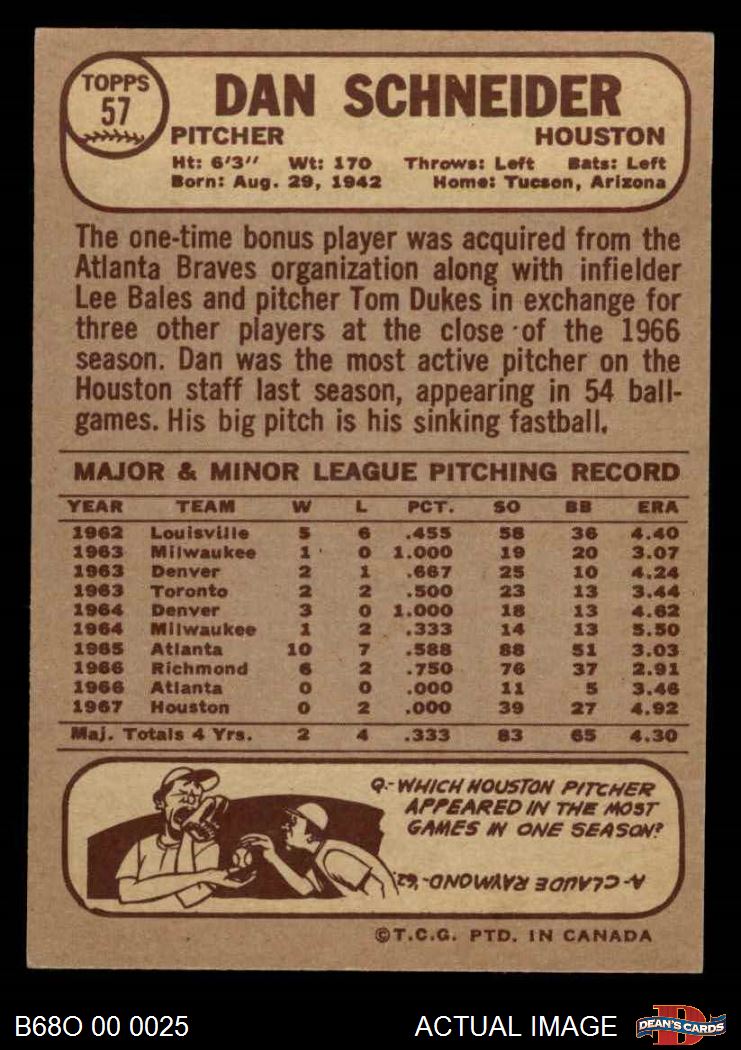 TOPPS
57
DAN SCHNEIDER
PITCHER HOUSTON
Ht: 6'3" Wt: 170 Throws: Left Bats: Left
Born: Aug. 29, 1942 Home: Tucson, Arizona
The one-time bonus player was acquired from the
Atlanta Braves organization along with infielder
Lee Bales and pitcher Tom Dukes in exchange for
three other players at the close of the 1966
season. Dan was the most active pitcher on the
Houston staff last season, appearing in 54 ball-
games. His big pitch is his sinking fastball.
MAJOR & MINOR LEAGUE PITCHING RECORD
YEAR TEAM W L PCT. SO BB ERA
1962 Louisville 5 6 .455 58 36 4.40
1963 Milwaukee 1 0 1.000 19 20 3.07
1963 Denver 2 1 .667 25 10 4.24
1963 Toronto 2 2 .500 23 13 3.44
1964 Denver 3 0 1.000 18 13 4.62
1964 Milwaukee 1 2 .333 14 13 5.50
1965 Atlanta 10 7 .588 88 51 3.03
1966 Richmond 6 2 .750 76 37 2.91
1966 Atlanta 0 0 .000 11 5 3.46
1967 Houston 0 2 .000 39 27 4.92
Maj. Totals 4 Yrs. 2 4 .333 83 65 4.30
Q.- WHICH HOUSTON PITCHER
APPEARED IN THE MOST
GAMES IN ONE SEASON?
A- CLAUDE RAYMOND-'62.
©T.C.G. PTD. IN CANADA
B68O 00 0025 ACTUAL IMAGE
DEAN'S CARDS